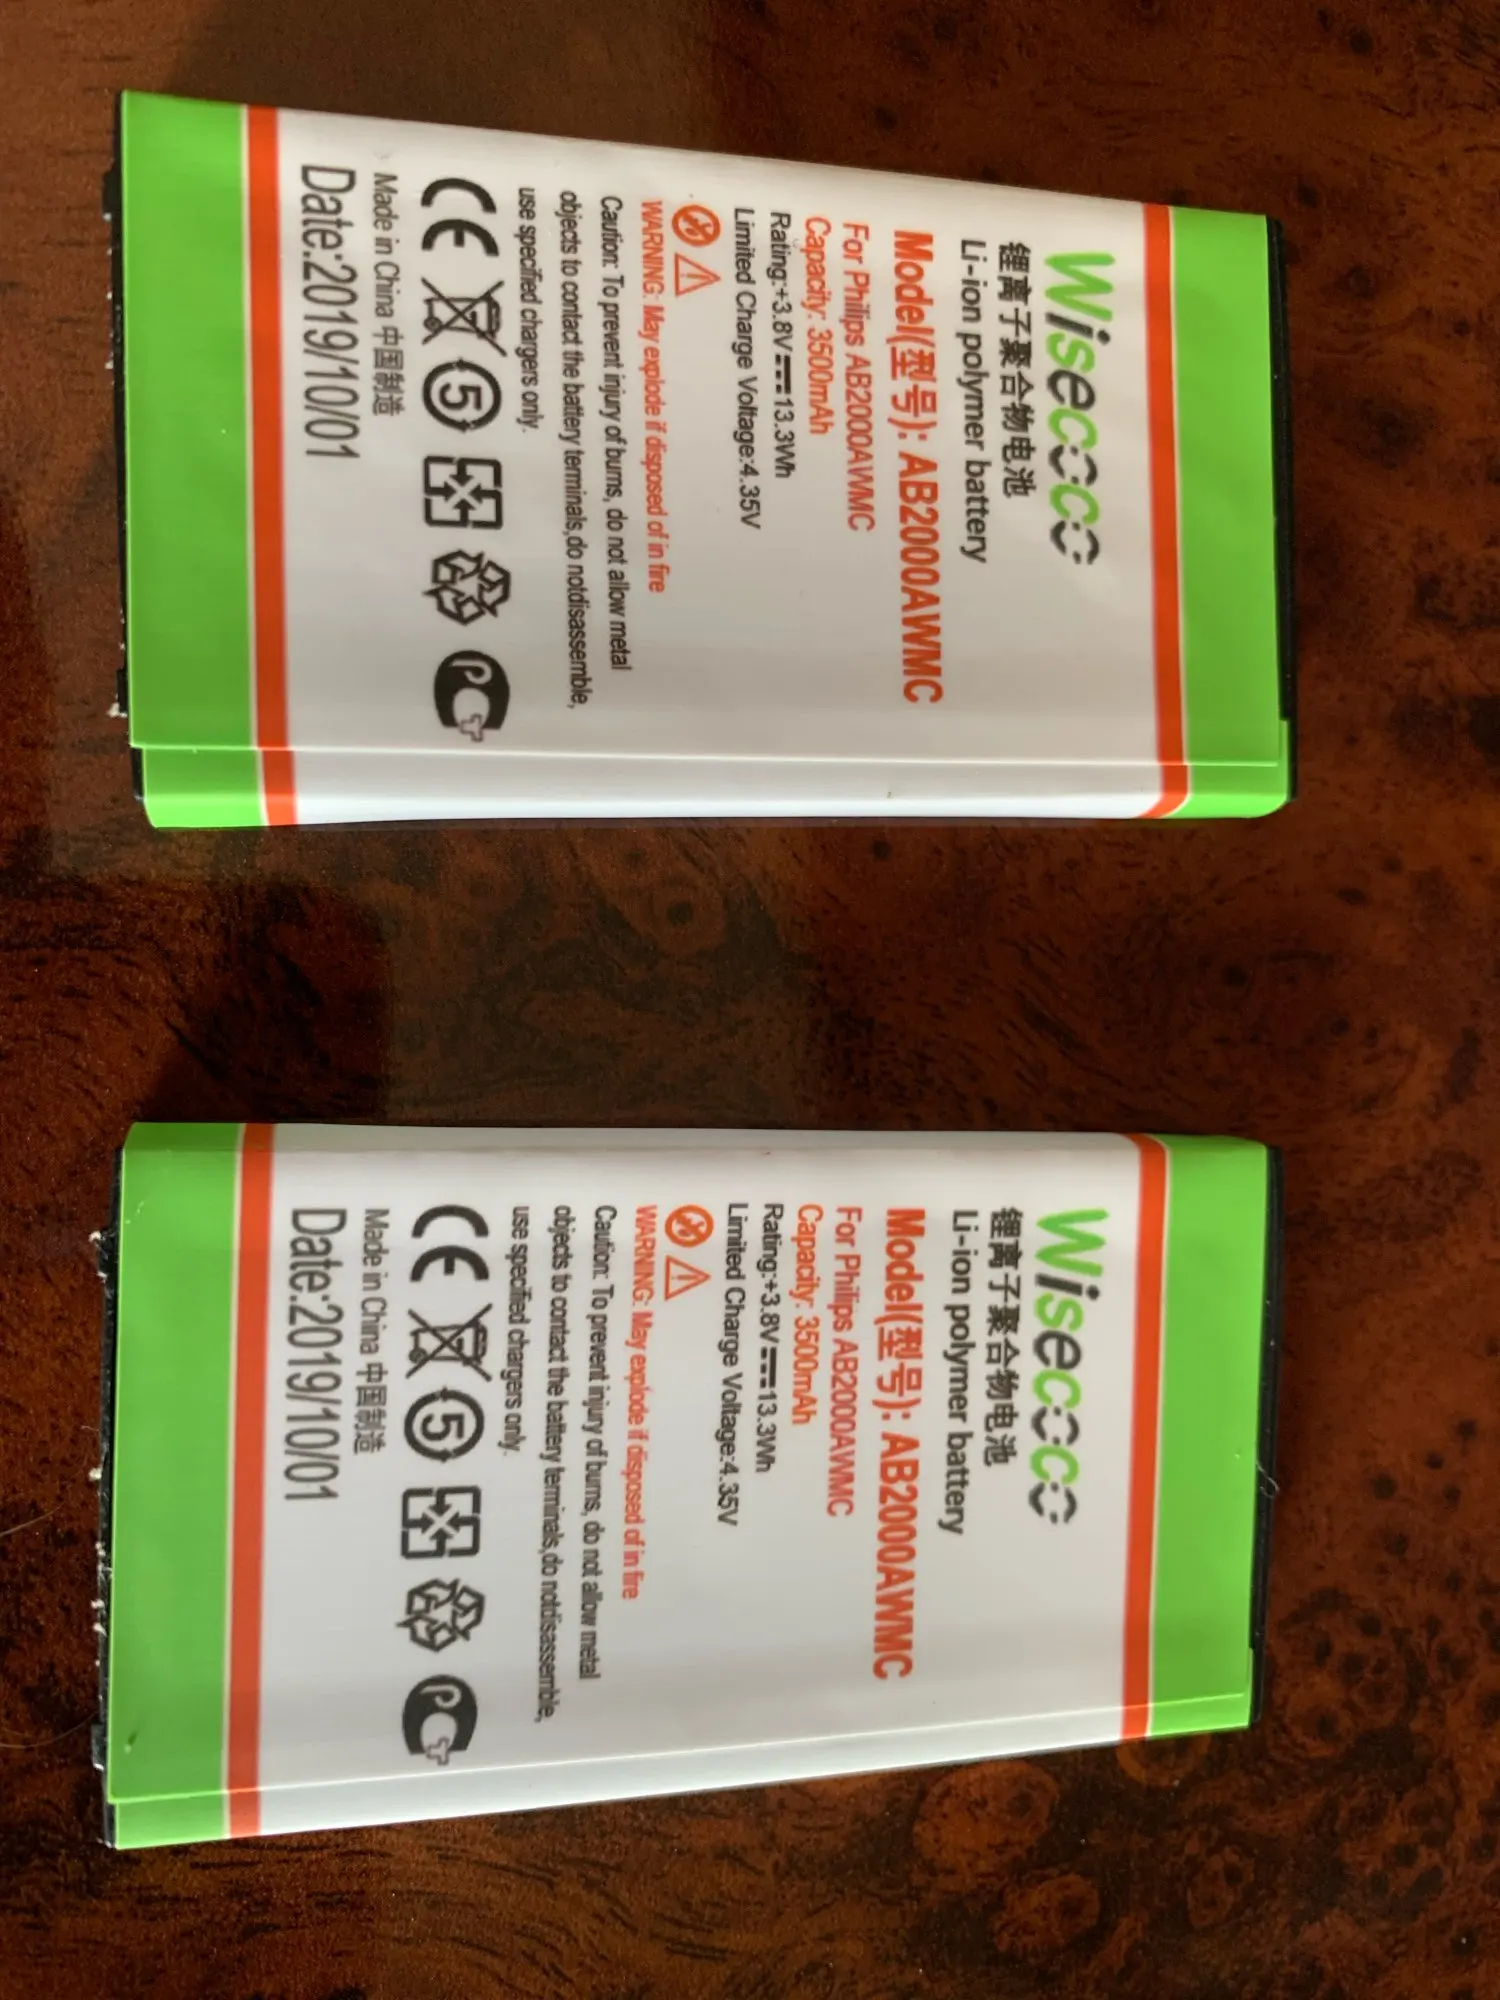 Wisecoco
锂离子聚合物电池
Li-ion polymer battery
Model(型号): AB2000AWMC
For Philips AB2000AWMC
Capacity: 3500mAh
Rating:+3.8V⎓13.3Wh
Limited Charge Voltage:4.35V
WARNING: May explode if disposed of in fire
Caution: To prevent injury of burns, do not allow metal
objects to contact the battery terminals,do notdisassemble,
use specified chargers only.
CE 5 PC
Made in China 中国制造
Date:2019/10/01
Wisecoco
锂离子聚合物电池
Li-ion polymer battery
Model(型号): AB2000AWMC
For Philips AB2000AWMC
Capacity: 3500mAh
Rating:+3.8V⎓13.3Wh
Limited Charge Voltage:4.35V
WARNING: May explode if disposed of in fire
Caution: To prevent injury of burns, do not allow metal
objects to contact the battery terminals,do notdisassemble,
use specified chargers only.
CE 5 PC
Made in China 中国制造
Date:2019/10/01